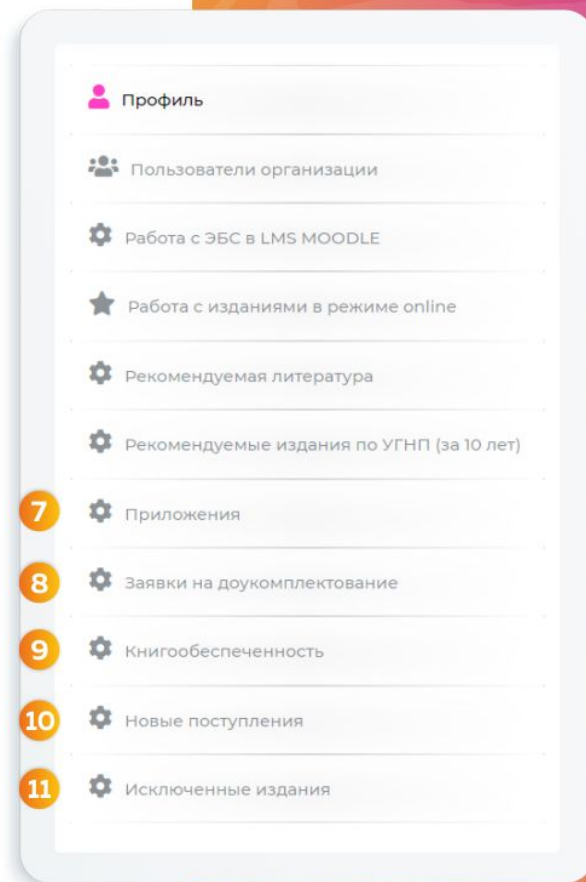 Профиль
Пользователи организации
Работа с ЭБС в LMS MOODLE
Работа с изданиями в режиме online
Рекомендуемая литература
Рекомендуемые издания по УГНП (за 10 лет)
7 Приложения
8 Заявки на доукомплектование
9 Книгообеспеченность
10 Новые поступления
11 Исключенные издания